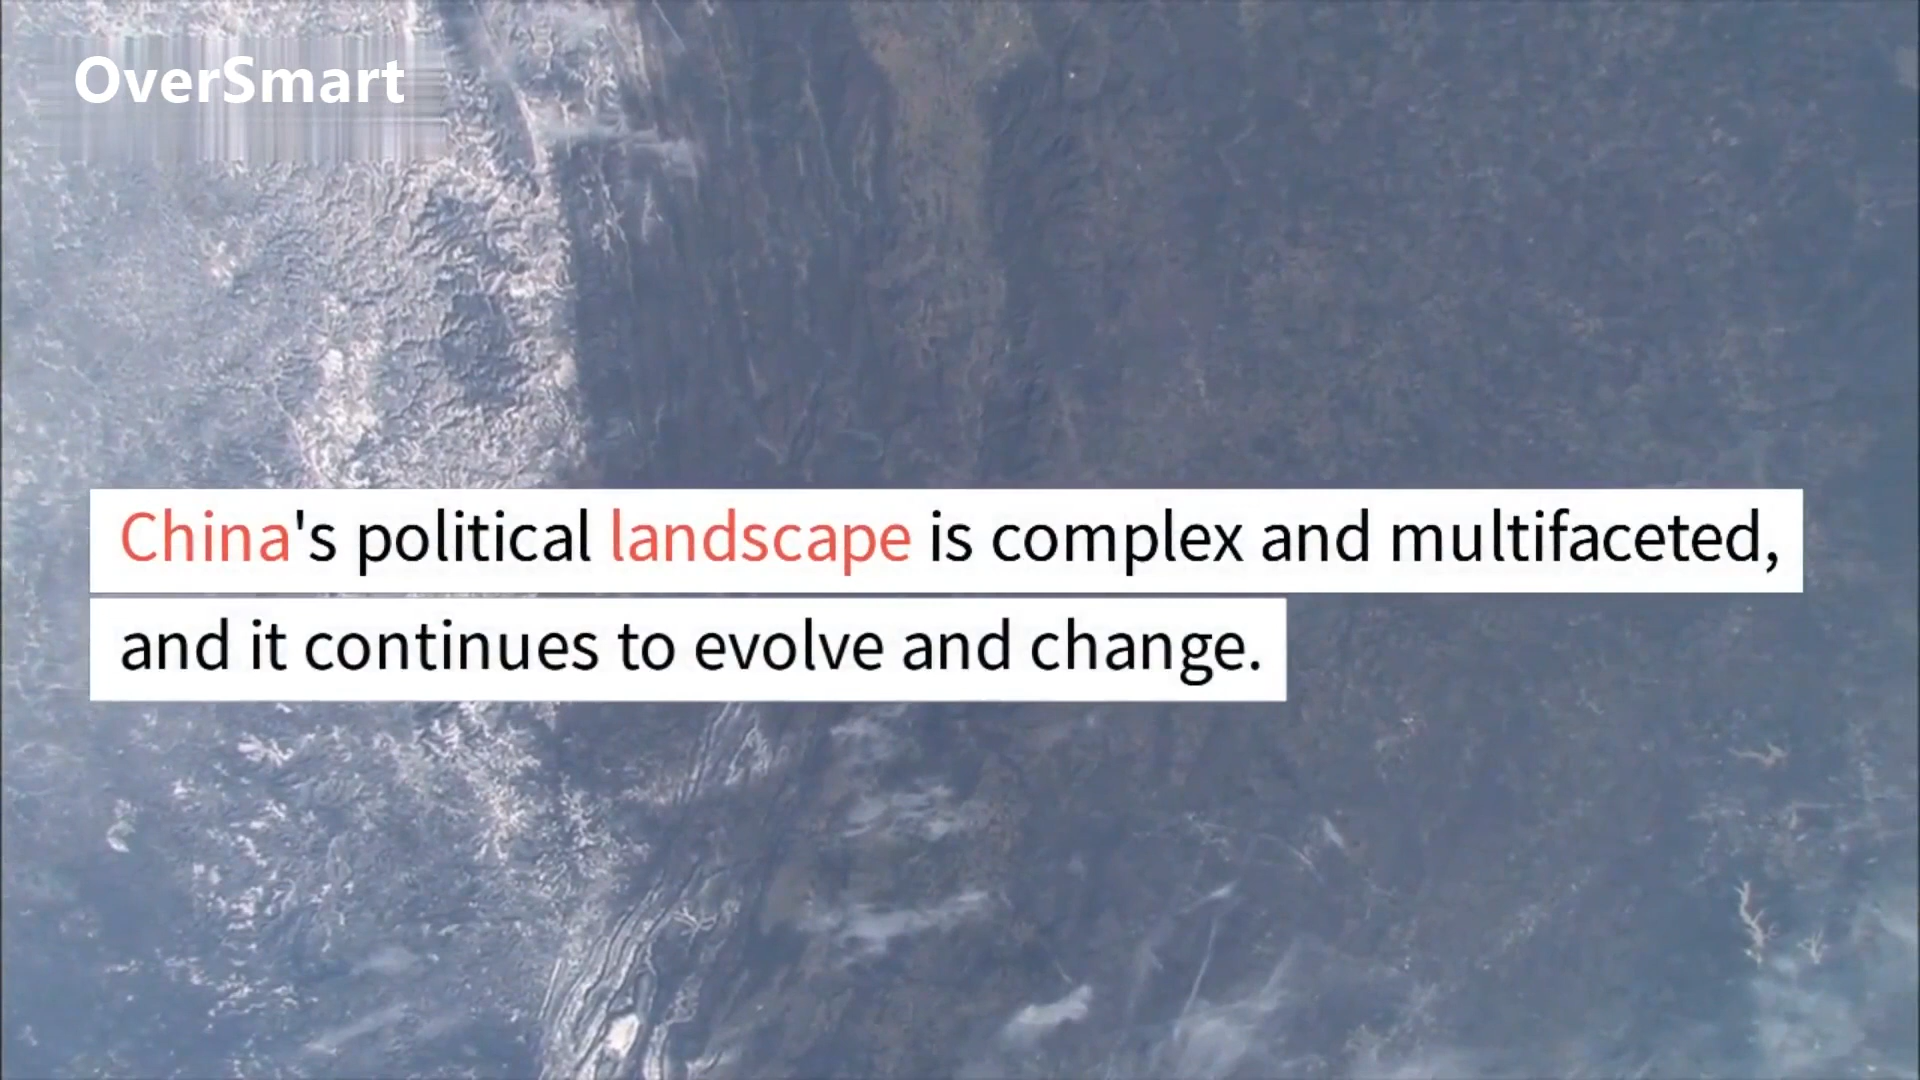 OverSmart
China's political landscape is complex and multifaceted,
and it continues to evolve and change.